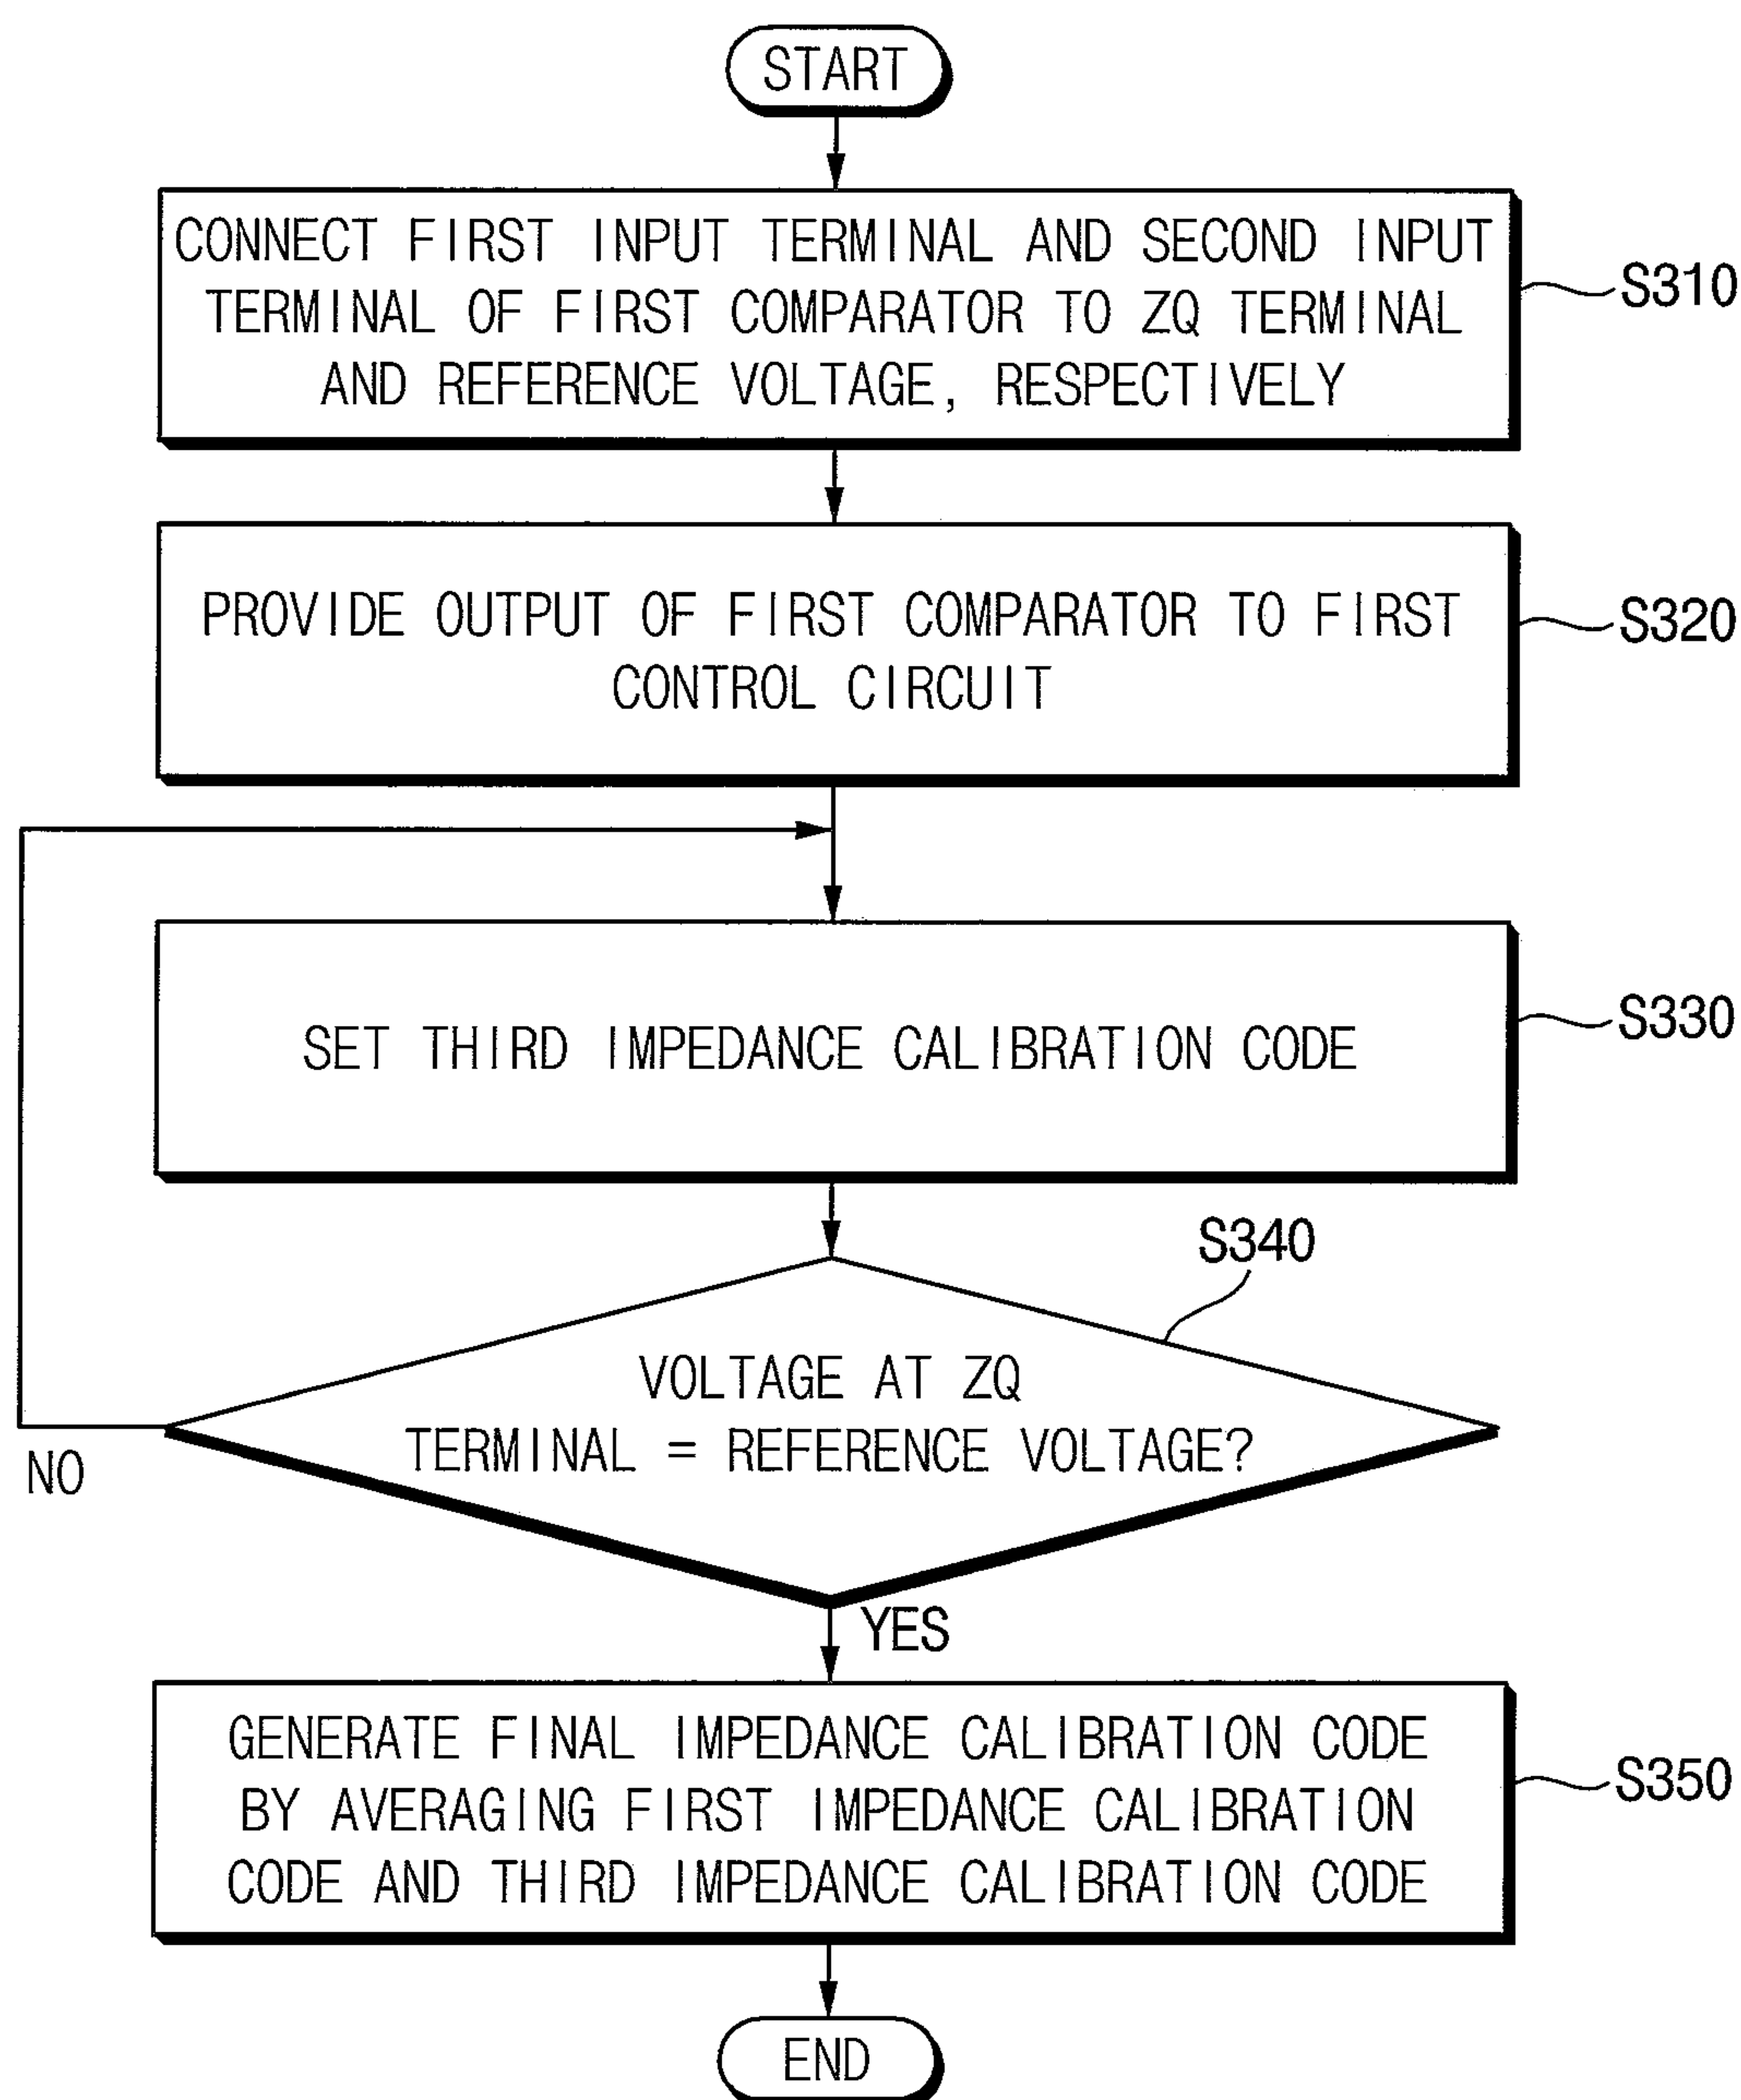 START
CONNECT FIRST INPUT TERMINAL AND SECOND INPUT
TERMINAL OF FIRST COMPARATOR TO ZQ TERMINAL
AND REFERENCE VOLTAGE, RESPECTIVELY
S310
PROVIDE OUTPUT OF FIRST COMPARATOR TO FIRST
CONTROL CIRCUIT
S320
SET THIRD IMPEDANCE CALIBRATION CODE
S330
S340
VOLTAGE AT ZQ
TERMINAL = REFERENCE VOLTAGE?
NO
YES
GENERATE FINAL IMPEDANCE CALIBRATION CODE
BY AVERAGING FIRST IMPEDANCE CALIBRATION
CODE AND THIRD IMPEDANCE CALIBRATION CODE
S350
END